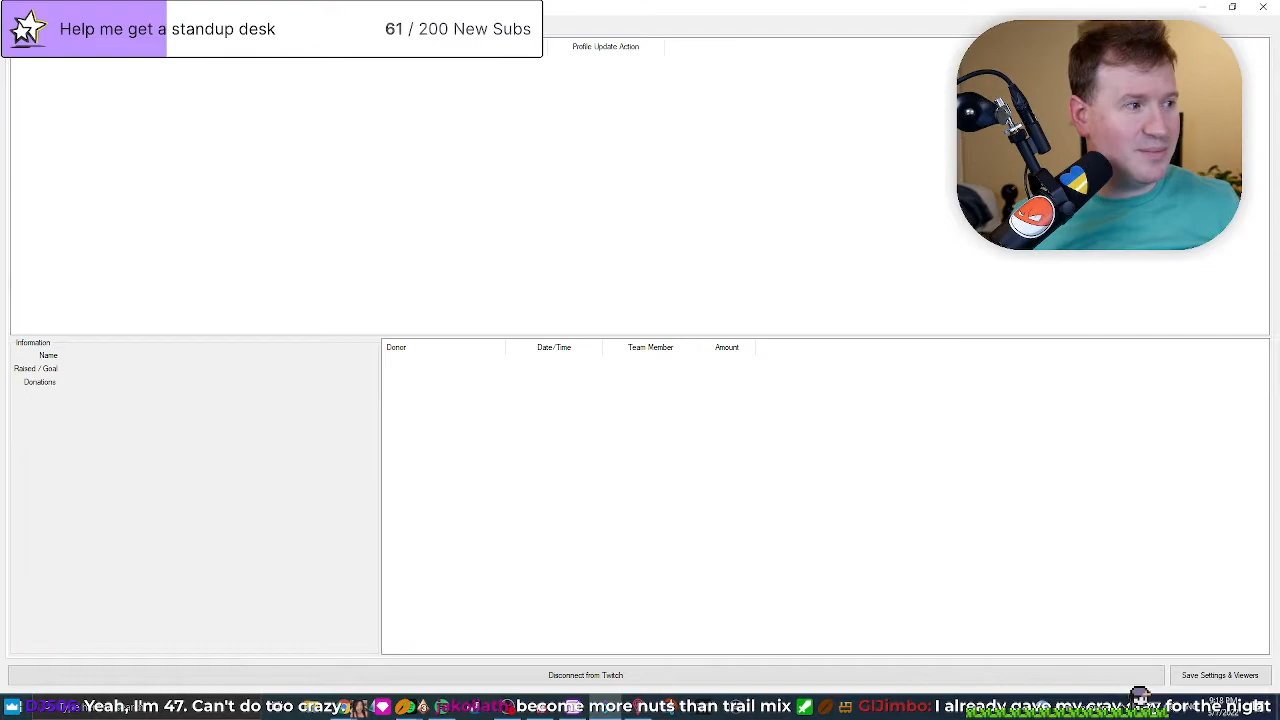 Help me get a standup desk
61 / 200 New Subs
Profile Update Action
Information
Name
Raised / Goal
Donations
Donor
Date/Time
Team Member
Amount
Disconnect from Twitch
Save Settings & Viewers
yeah. I'm 47. Can't do too crazy
become more nuts than trail mix
GIJimbo: I already gave my crazy for the night